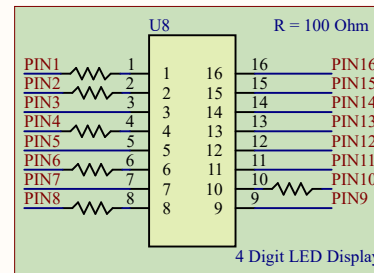 U8 R = 100 Ohm
PIN1 1 1 16 16 PIN16
PIN2 2 2 15 15 PIN15
PIN3 3 3 14 14 PIN14
PIN4 4 4 13 13 PIN13
PIN5 5 5 12 12 PIN12
PIN6 6 6 11 11 PIN11
PIN7 7 7 10 10 PIN10
PIN8 8 8 9 9 PIN9
4 Digit LED Display